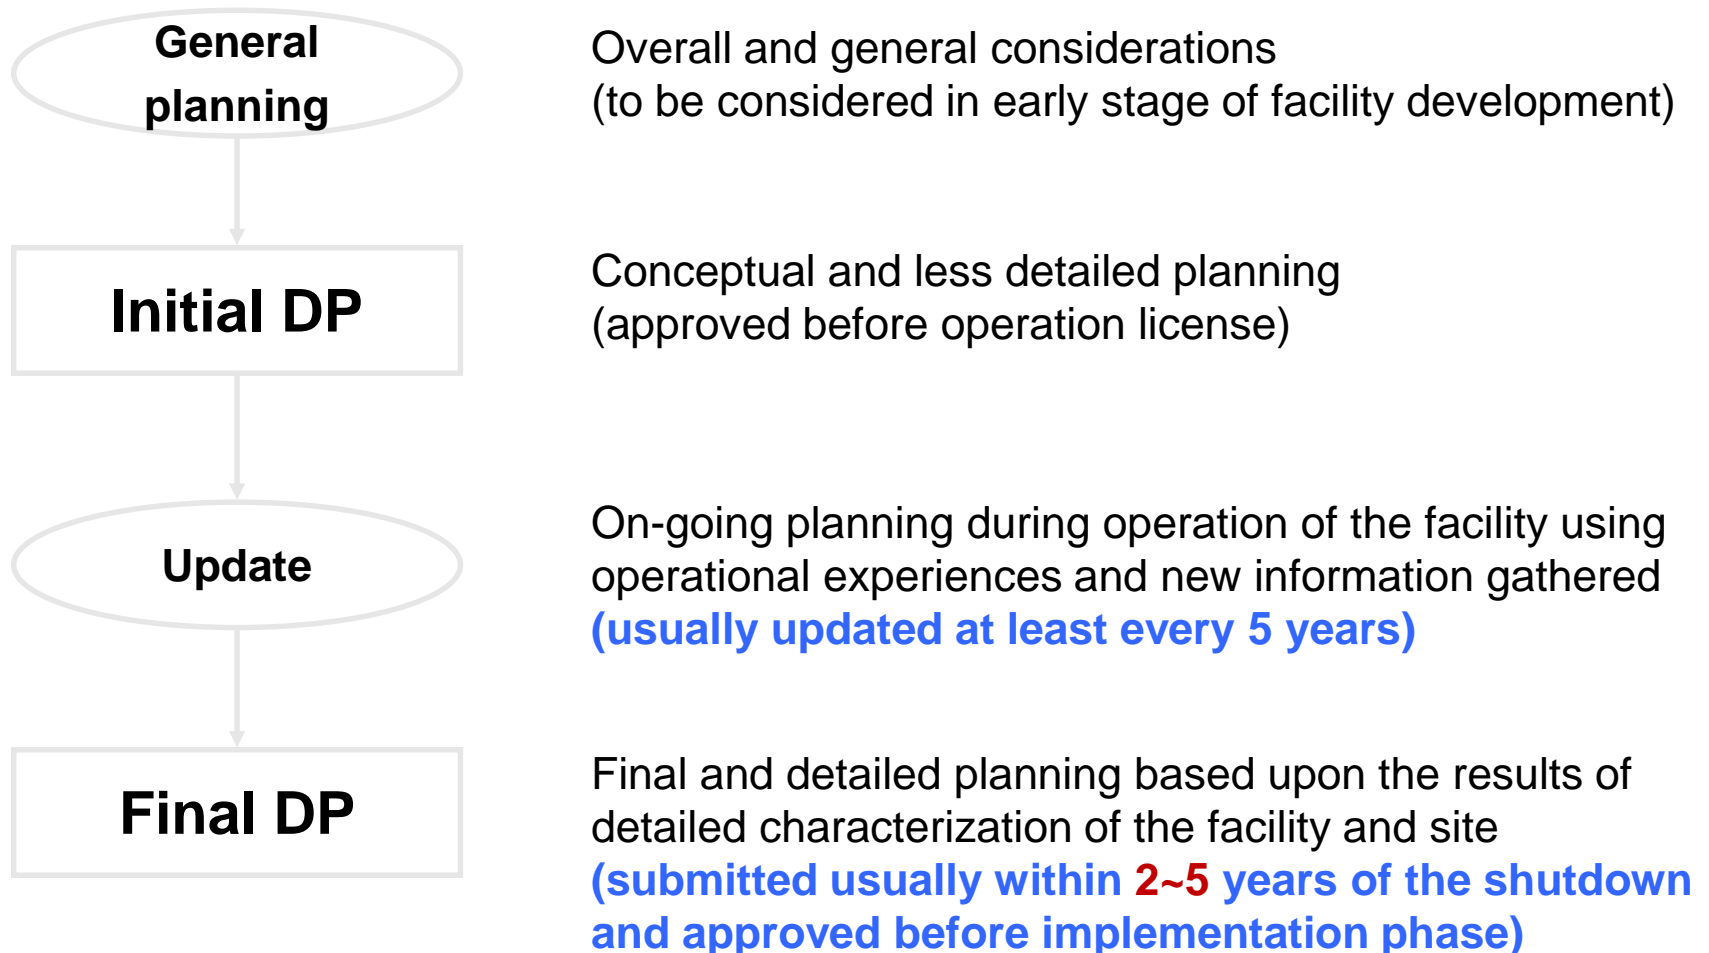 General
planning
Overall and general considerations
(to be considered in early stage of facility development)
Initial DP
Conceptual and less detailed planning
(approved before operation license)
Update
On-going planning during operation of the facility using
operational experiences and new information gathered
(usually updated at least every 5 years)
Final DP
Final and detailed planning based upon the results of
detailed characterization of the facility and site
(submitted usually within 2~5 years of the shutdown
and approved before implementation phase)